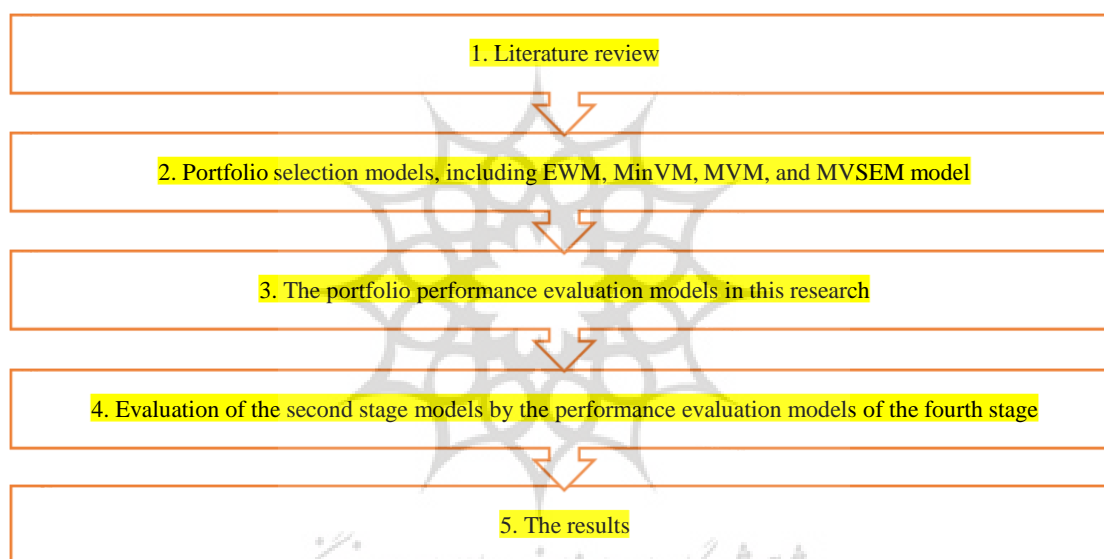 1. Literature review
2. Portfolio selection models, including EWM, MinVM, MVM, and MVSEM model
3. The portfolio performance evaluation models in this research
4. Evaluation of the second stage models by the performance evaluation models of the fourth stage
5. The results